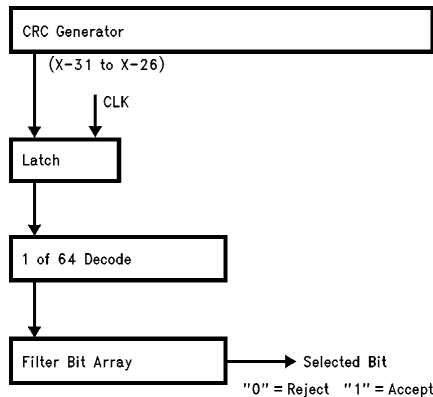 CRC Generator
(X-31 to X-26)
CLK
Latch
1 of 64 Decode
Filter Bit Array
Selected Bit
"0" = Reject "1" = Accept